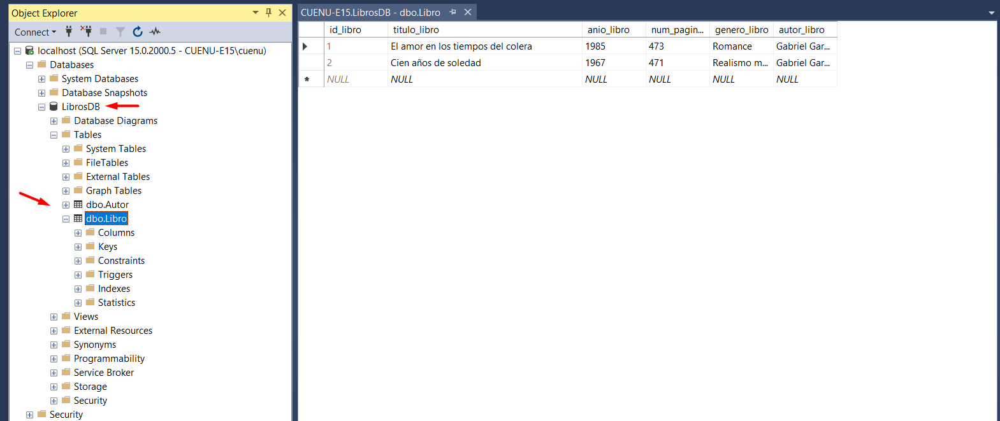 Object Explorer
Connect
localhost (SQL Server 15.0.2000.5 - CUENU-E15\cuenu)
Databases
System Databases
Database Snapshots
LibrosDB
Database Diagrams
Tables
System Tables
FileTables
External Tables
Graph Tables
dbo.Autor
dbo.Libro
Columns
Keys
Constraints
Triggers
Indexes
Statistics
Views
External Resources
Synonyms
Programmability
Service Broker
Storage
Security
Security
CUENU-E15.LibrosDB - dbo.Libro
id_libro titulo_libro anio_libro num_pagin... genero_libro autor_libro
1 El amor en los tiempos del colera 1985 473 Romance Gabriel Gar...
2 Cien años de soledad 1967 471 Realismo m... Gabriel Gar...
NULL NULL NULL NULL NULL NULL